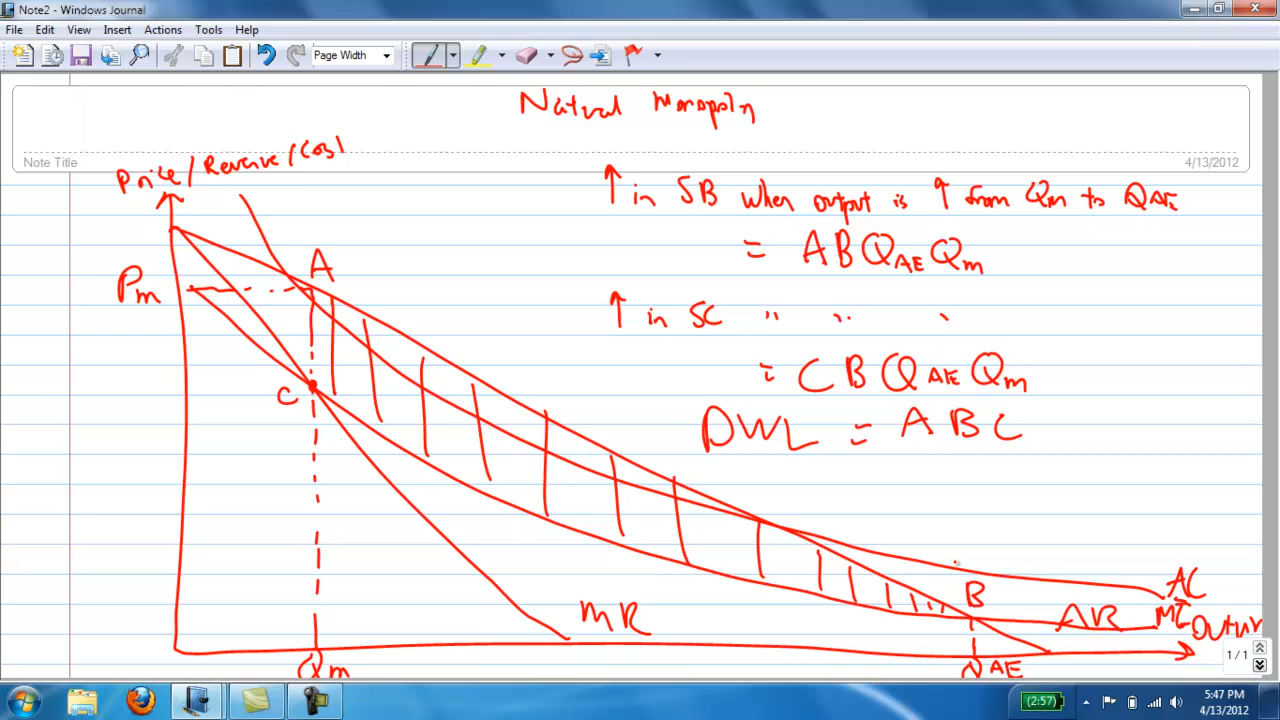 Note2 - Windows Journal
File Edit View Insert Actions Tools Help
Page Width
Natural Monopoly
Note Title
4/13/2012
Price/Revenue/Cost
↑ in SB when output is ↑ from Qm to QAE
= ABQAEQm
↑ in SC " " "
= CBQAEQm
DWL = ABC
A
Pm
C
B
AC
MC
AR
MR
Output
Qm
QAE
1/1
2:57
5:47 PM
4/13/2012